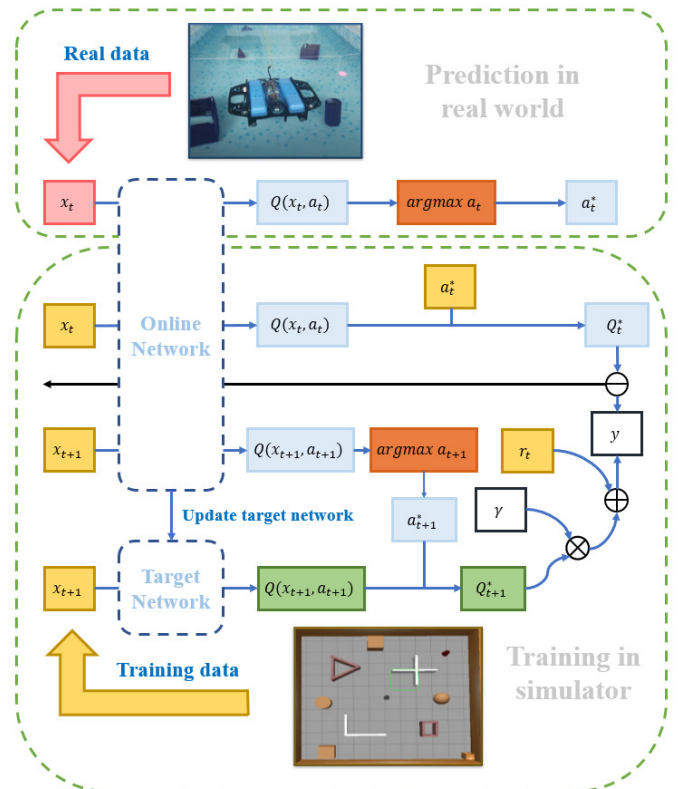 Real data
Prediction in
real world
x_t
Q(x_t, a_t)
argmax a_t
a_t^*
a_t^*
x_t
Online
Network
Q(x_t, a_t)
Q_t^*
x_{t+1}
Q(x_{t+1}, a_{t+1})
argmax a_{t+1}
r_t
y
Update target network
a_{t+1}^*
γ
x_{t+1}
Target
Network
Q(x_{t+1}, a_{t+1})
Q_{t+1}^*
Training data
Training in
simulator